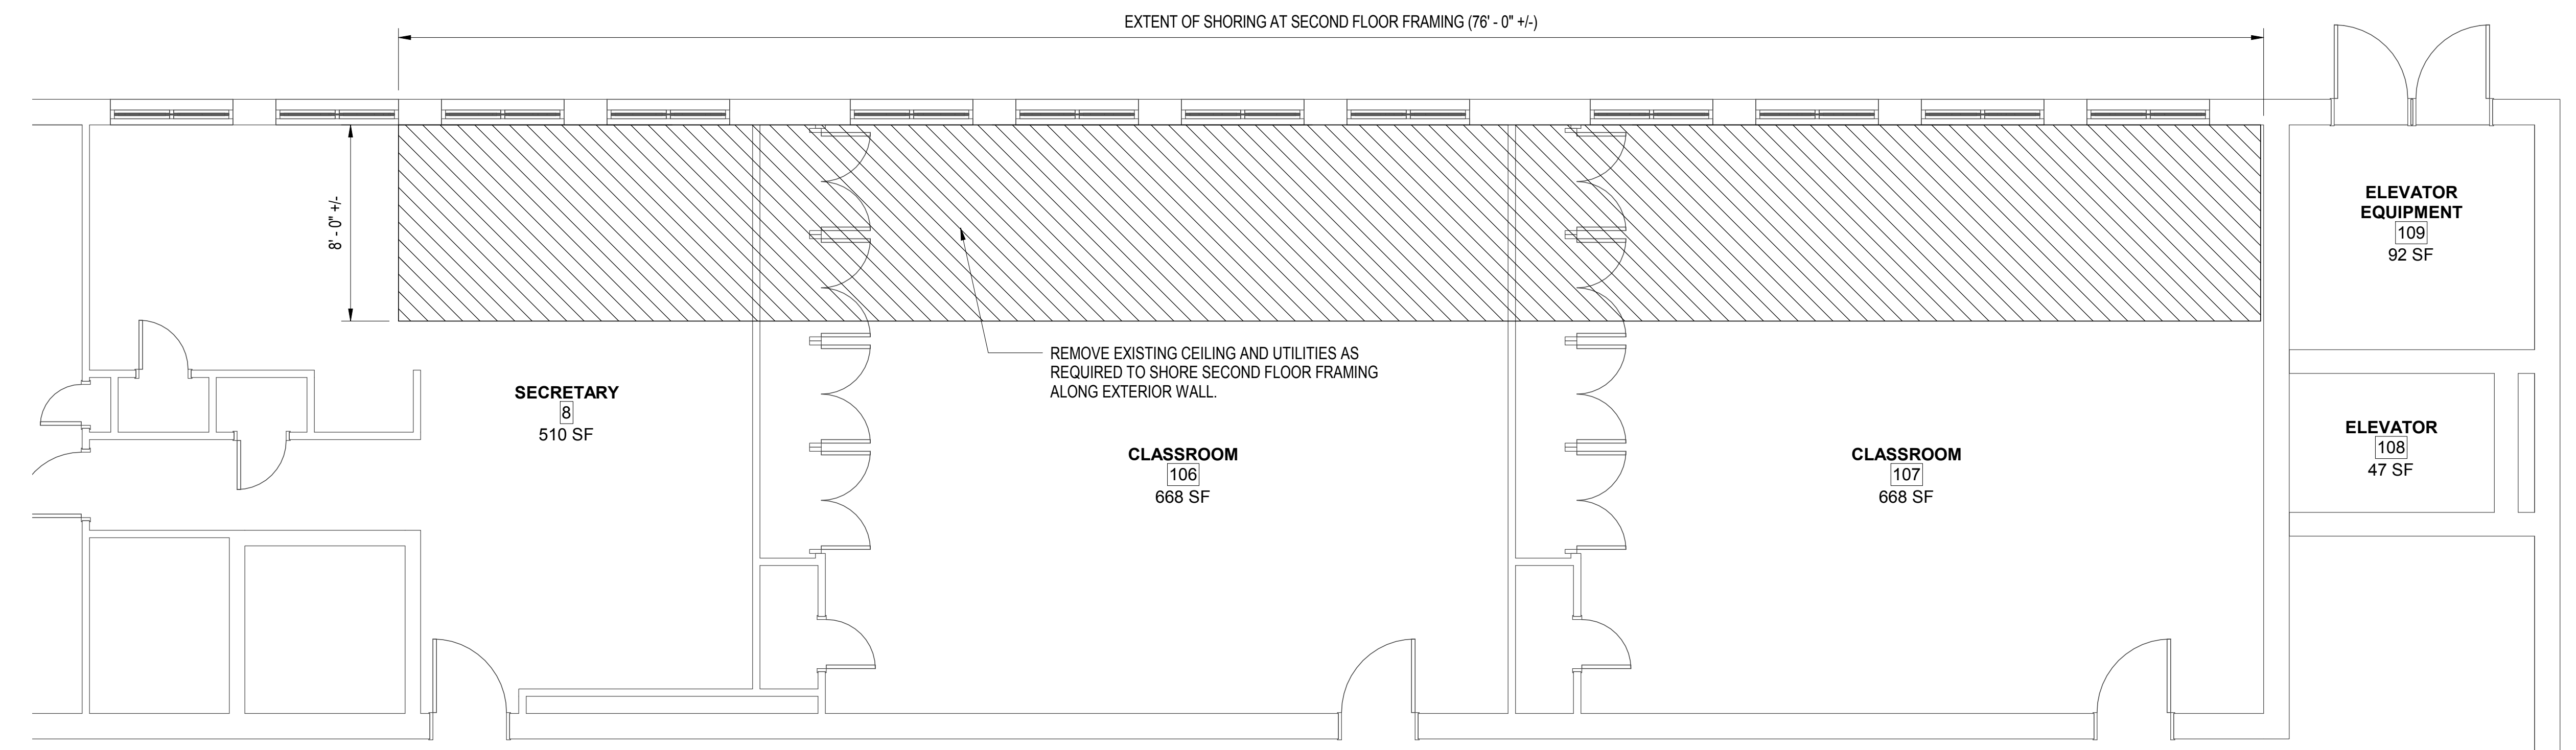 EXTENT OF SHORING AT SECOND FLOOR FRAMING (76' - 0" +/-)
8' - 0" +/-
ELEVATOR
EQUIPMENT
109
92 SF
REMOVE EXISTING CEILING AND UTILITIES AS
REQUIRED TO SHORE SECOND FLOOR FRAMING
ALONG EXTERIOR WALL.
SECRETARY
8
510 SF
CLASSROOM
106
668 SF
CLASSROOM
107
668 SF
ELEVATOR
108
47 SF